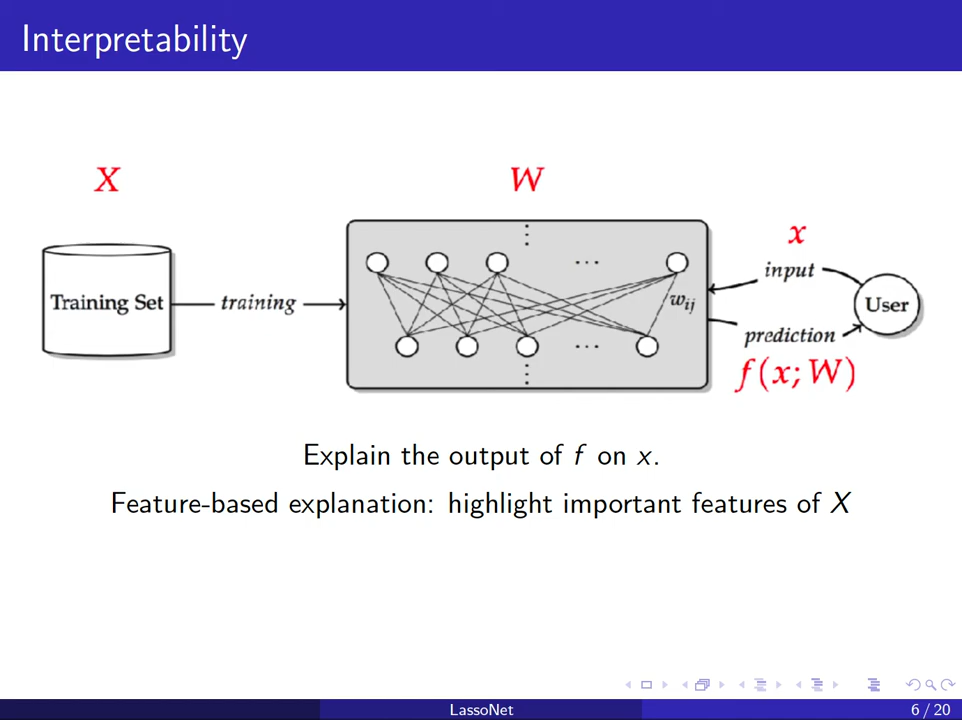 Interpretability
X
W
x
input
Training Set
training
w_ij
User
prediction
f(x;W)
Explain the output of f on x.
Feature-based explanation: highlight important features of X
LassoNet
6 / 20